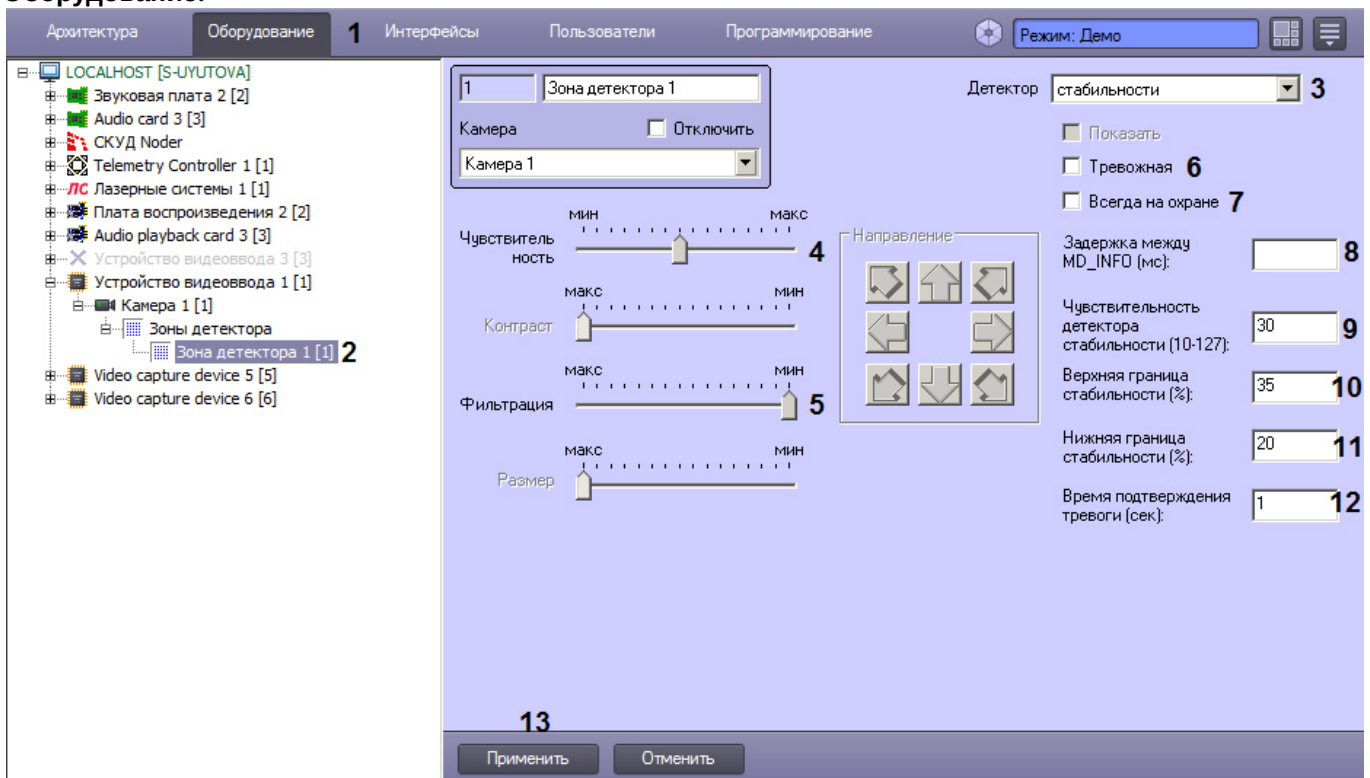 Оборудование.
Архитектура Оборудование 1 Интерфейсы Пользователи Программирование Режим: Демо
LOCALHOST [S-UYUTOVA]
Звуковая плата 2 [2]
Audio card 3 [3]
СКУД Noder
Telemetry Controller 1 [1]
ЛС Лазерные системы 1 [1]
Плата воспроизведения 2 [2]
Audio playback card 3 [3]
Устройство видеоввода 3 [3]
Устройство видеоввода 1 [1]
Камера 1 [1]
Зоны детектора
Зона детектора 1 [1] 2
Video capture device 5 [5]
Video capture device 6 [6]
1 Зона детектора 1
Камера Отключить
Камера 1
мин макс
Чувствитель
ность 4
макс мин
Контраст
макс мин
Фильтрация 5
макс мин
Размер
Направление
Детектор стабильности 3
Показать
Тревожная 6
Всегда на охране 7
Задержка между
MD_INFO (мс): 8
Чувствительность
детектора
стабильности (10-127): 30 9
Верхняя граница
стабильности (%): 35 10
Нижняя граница
стабильности (%): 20 11
Время подтверждения
тревоги (сек): 1 12
13
Применить Отменить